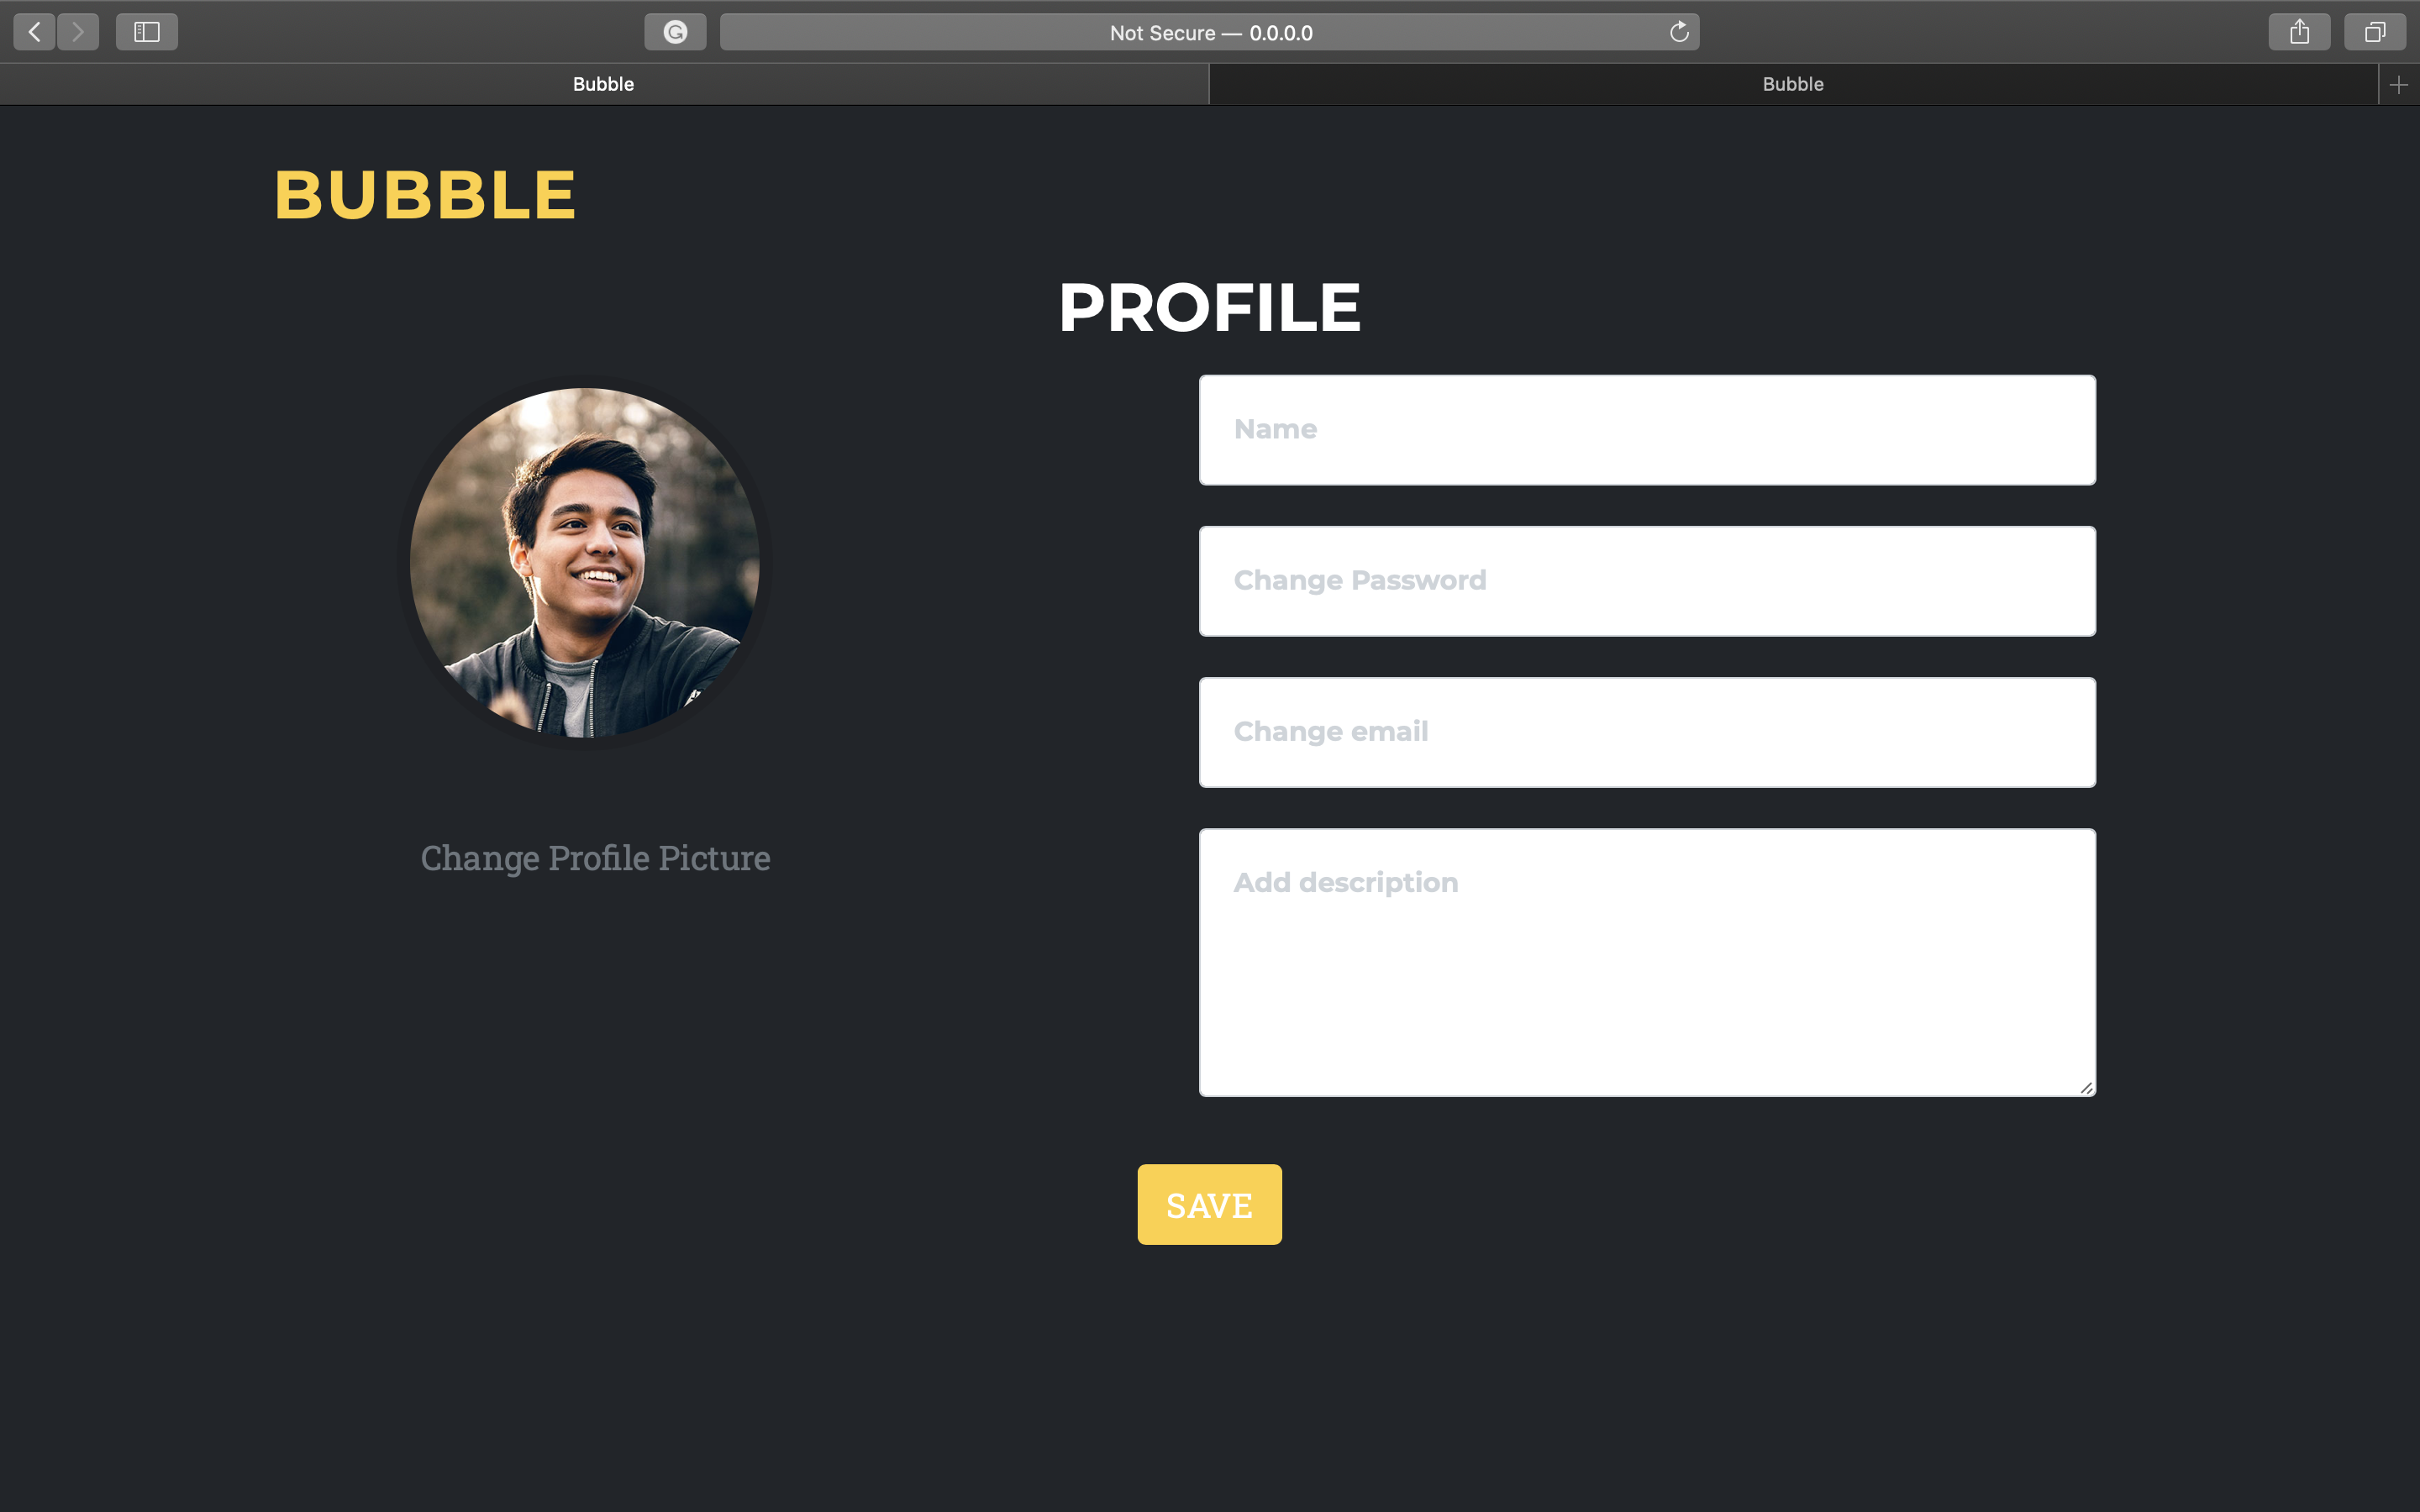 Not Secure — 0.0.0.0
Bubble
Bubble
BUBBLE
PROFILE
Name
Change Password
Change email
Add description
Change Profile Picture
SAVE